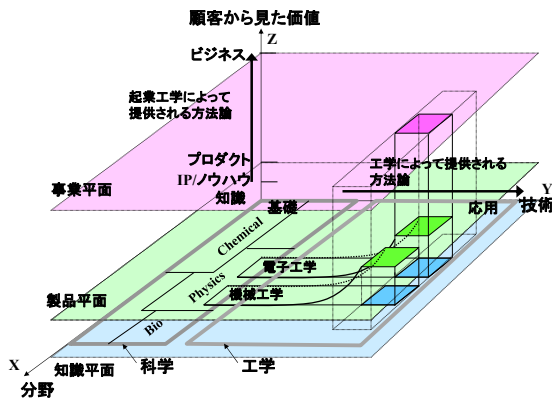 顧客から見た価値
Z
ビジネス
起業工学によって
提供される方法論
プロダクト
IP/ノウハウ
知識
事業平面
工学によって提供される
方法論
Y
技術
基礎
応用
Chemical
電子工学
Physics
機械工学
製品平面
Bio
X
分野
知識平面
科学
工学